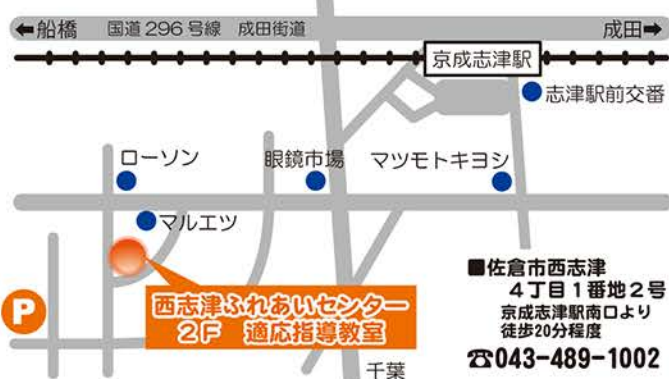 ←船橋 国道296号線 成田街道 成田→
京成志津駅
志津駅前交番
ローソン 眼鏡市場 マツモトキヨシ
マルエツ
P
西志津ふれあいセンター
2F 適応指導教室
千葉
■佐倉市西志津
4丁目1番地2号
京成志津駅南口より
徒歩20分程度
☎043-489-1002